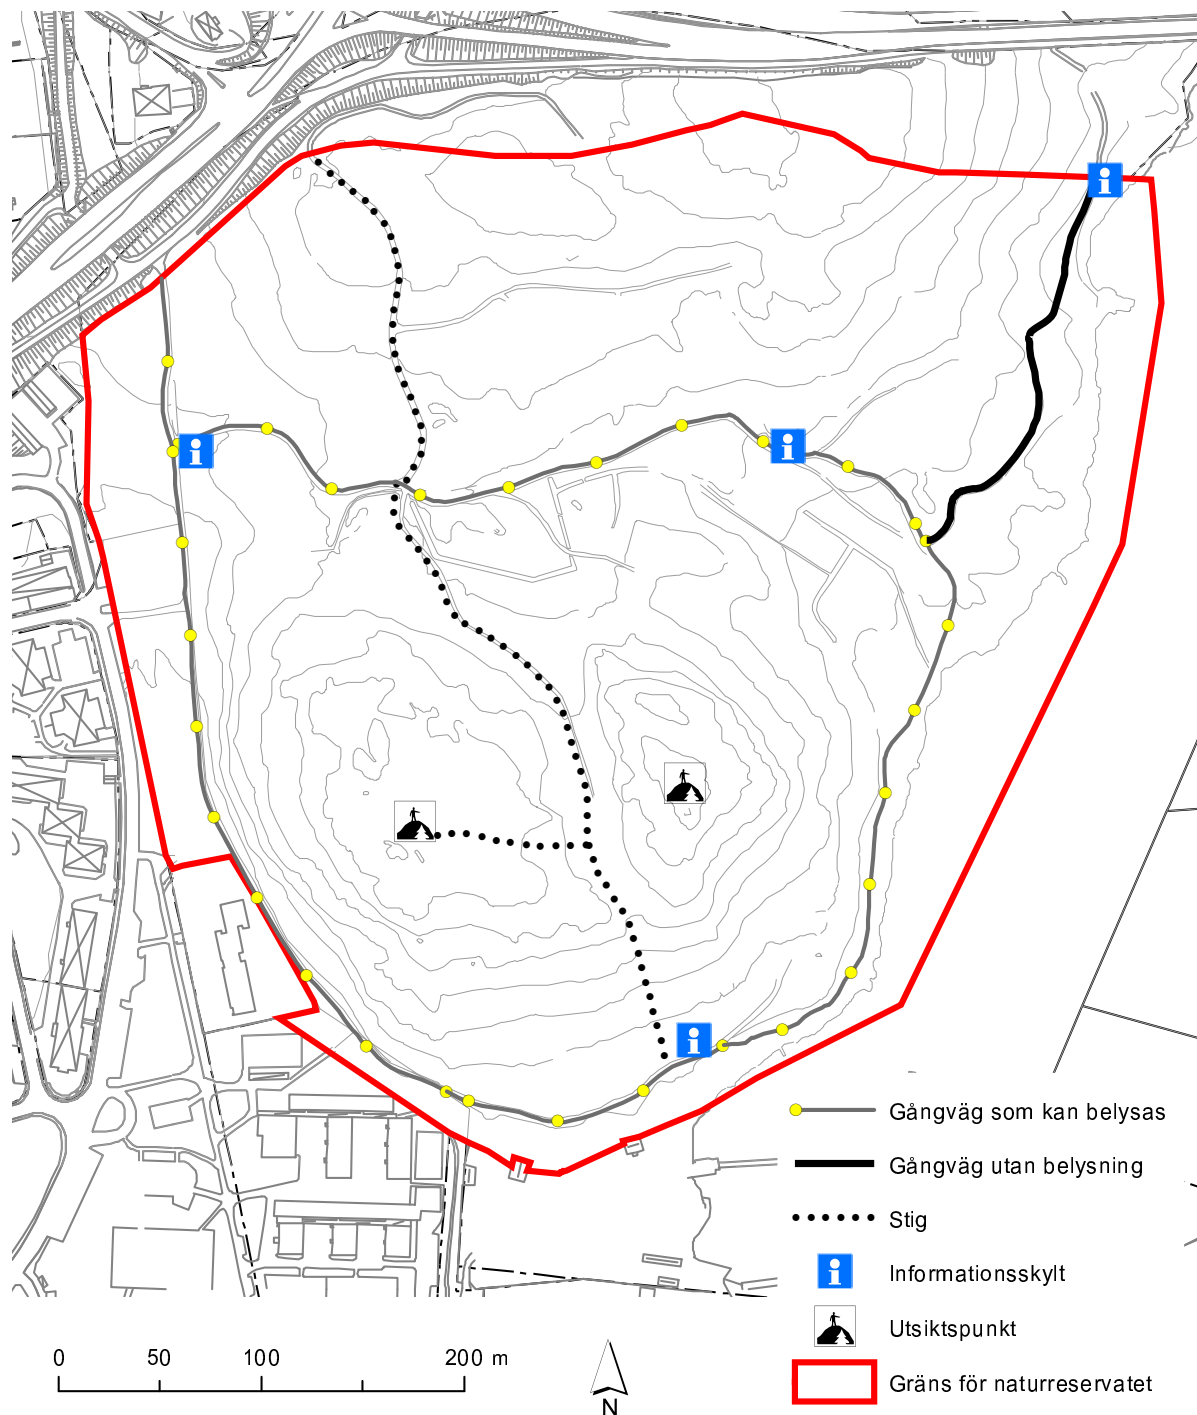 Gångväg som kan belysas
Gångväg utan belysning
Stig
Informationsskylt
Utsiktspunkt
Gräns för naturreservatet
0 50 100 200 m
N